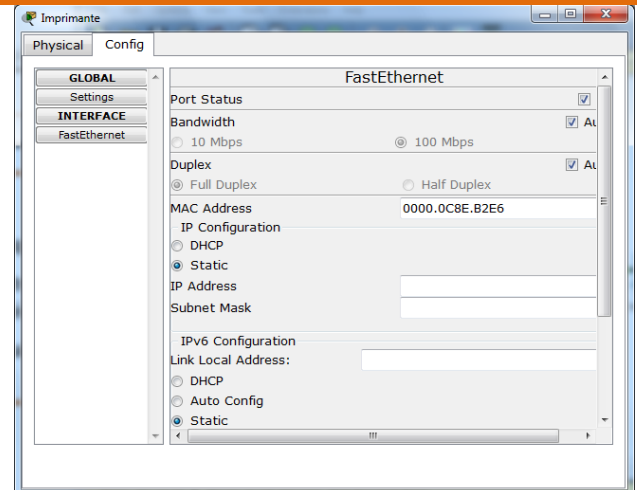 Imprimante
Physical Config
GLOBAL
Settings
INTERFACE
FastEthernet
FastEthernet
Port Status
Bandwidth Au
10 Mbps 100 Mbps
Duplex Au
Full Duplex Half Duplex
MAC Address 0000.0C8E.B2E6
IP Configuration
DHCP
Static
IP Address
Subnet Mask
IPv6 Configuration
Link Local Address:
DHCP
Auto Config
Static